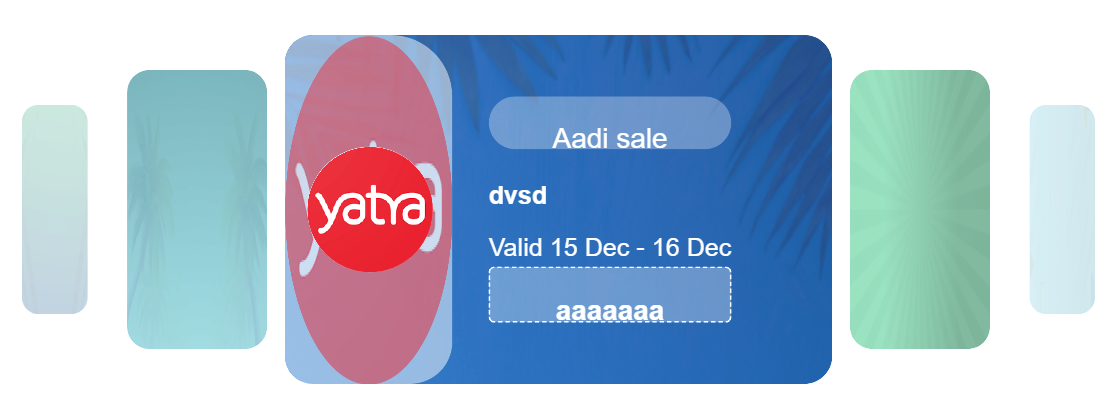 yatra
Aadi sale
dvsd
Valid 15 Dec - 16 Dec
aaaaaaa